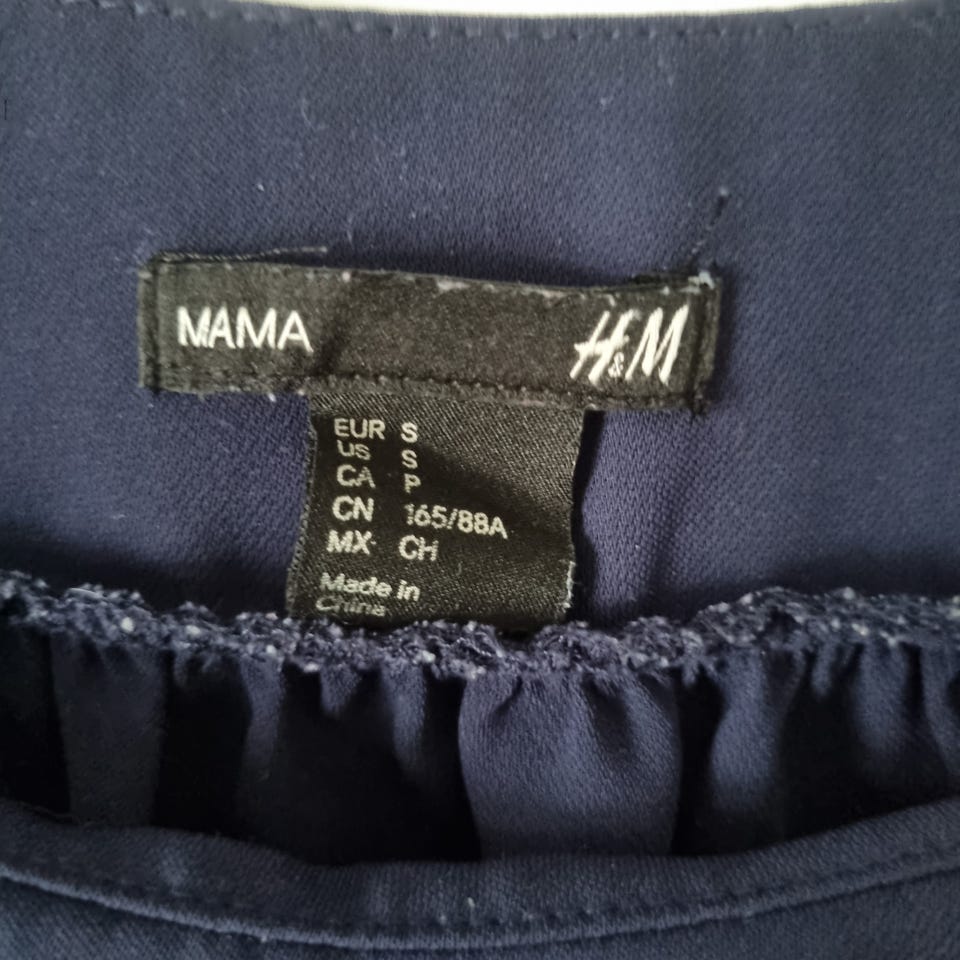 MAMA H&M
EUR S
US S
CA P
CN 165/88A
MX CH
Made in
China